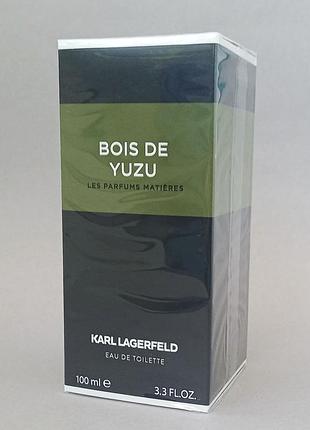 BOIS DE
YUZU
LES PARFUMS MATIÈRES
KARL LAGERFELD
EAU DE TOILETTE
100 ml ℮
3.3 FL.OZ.